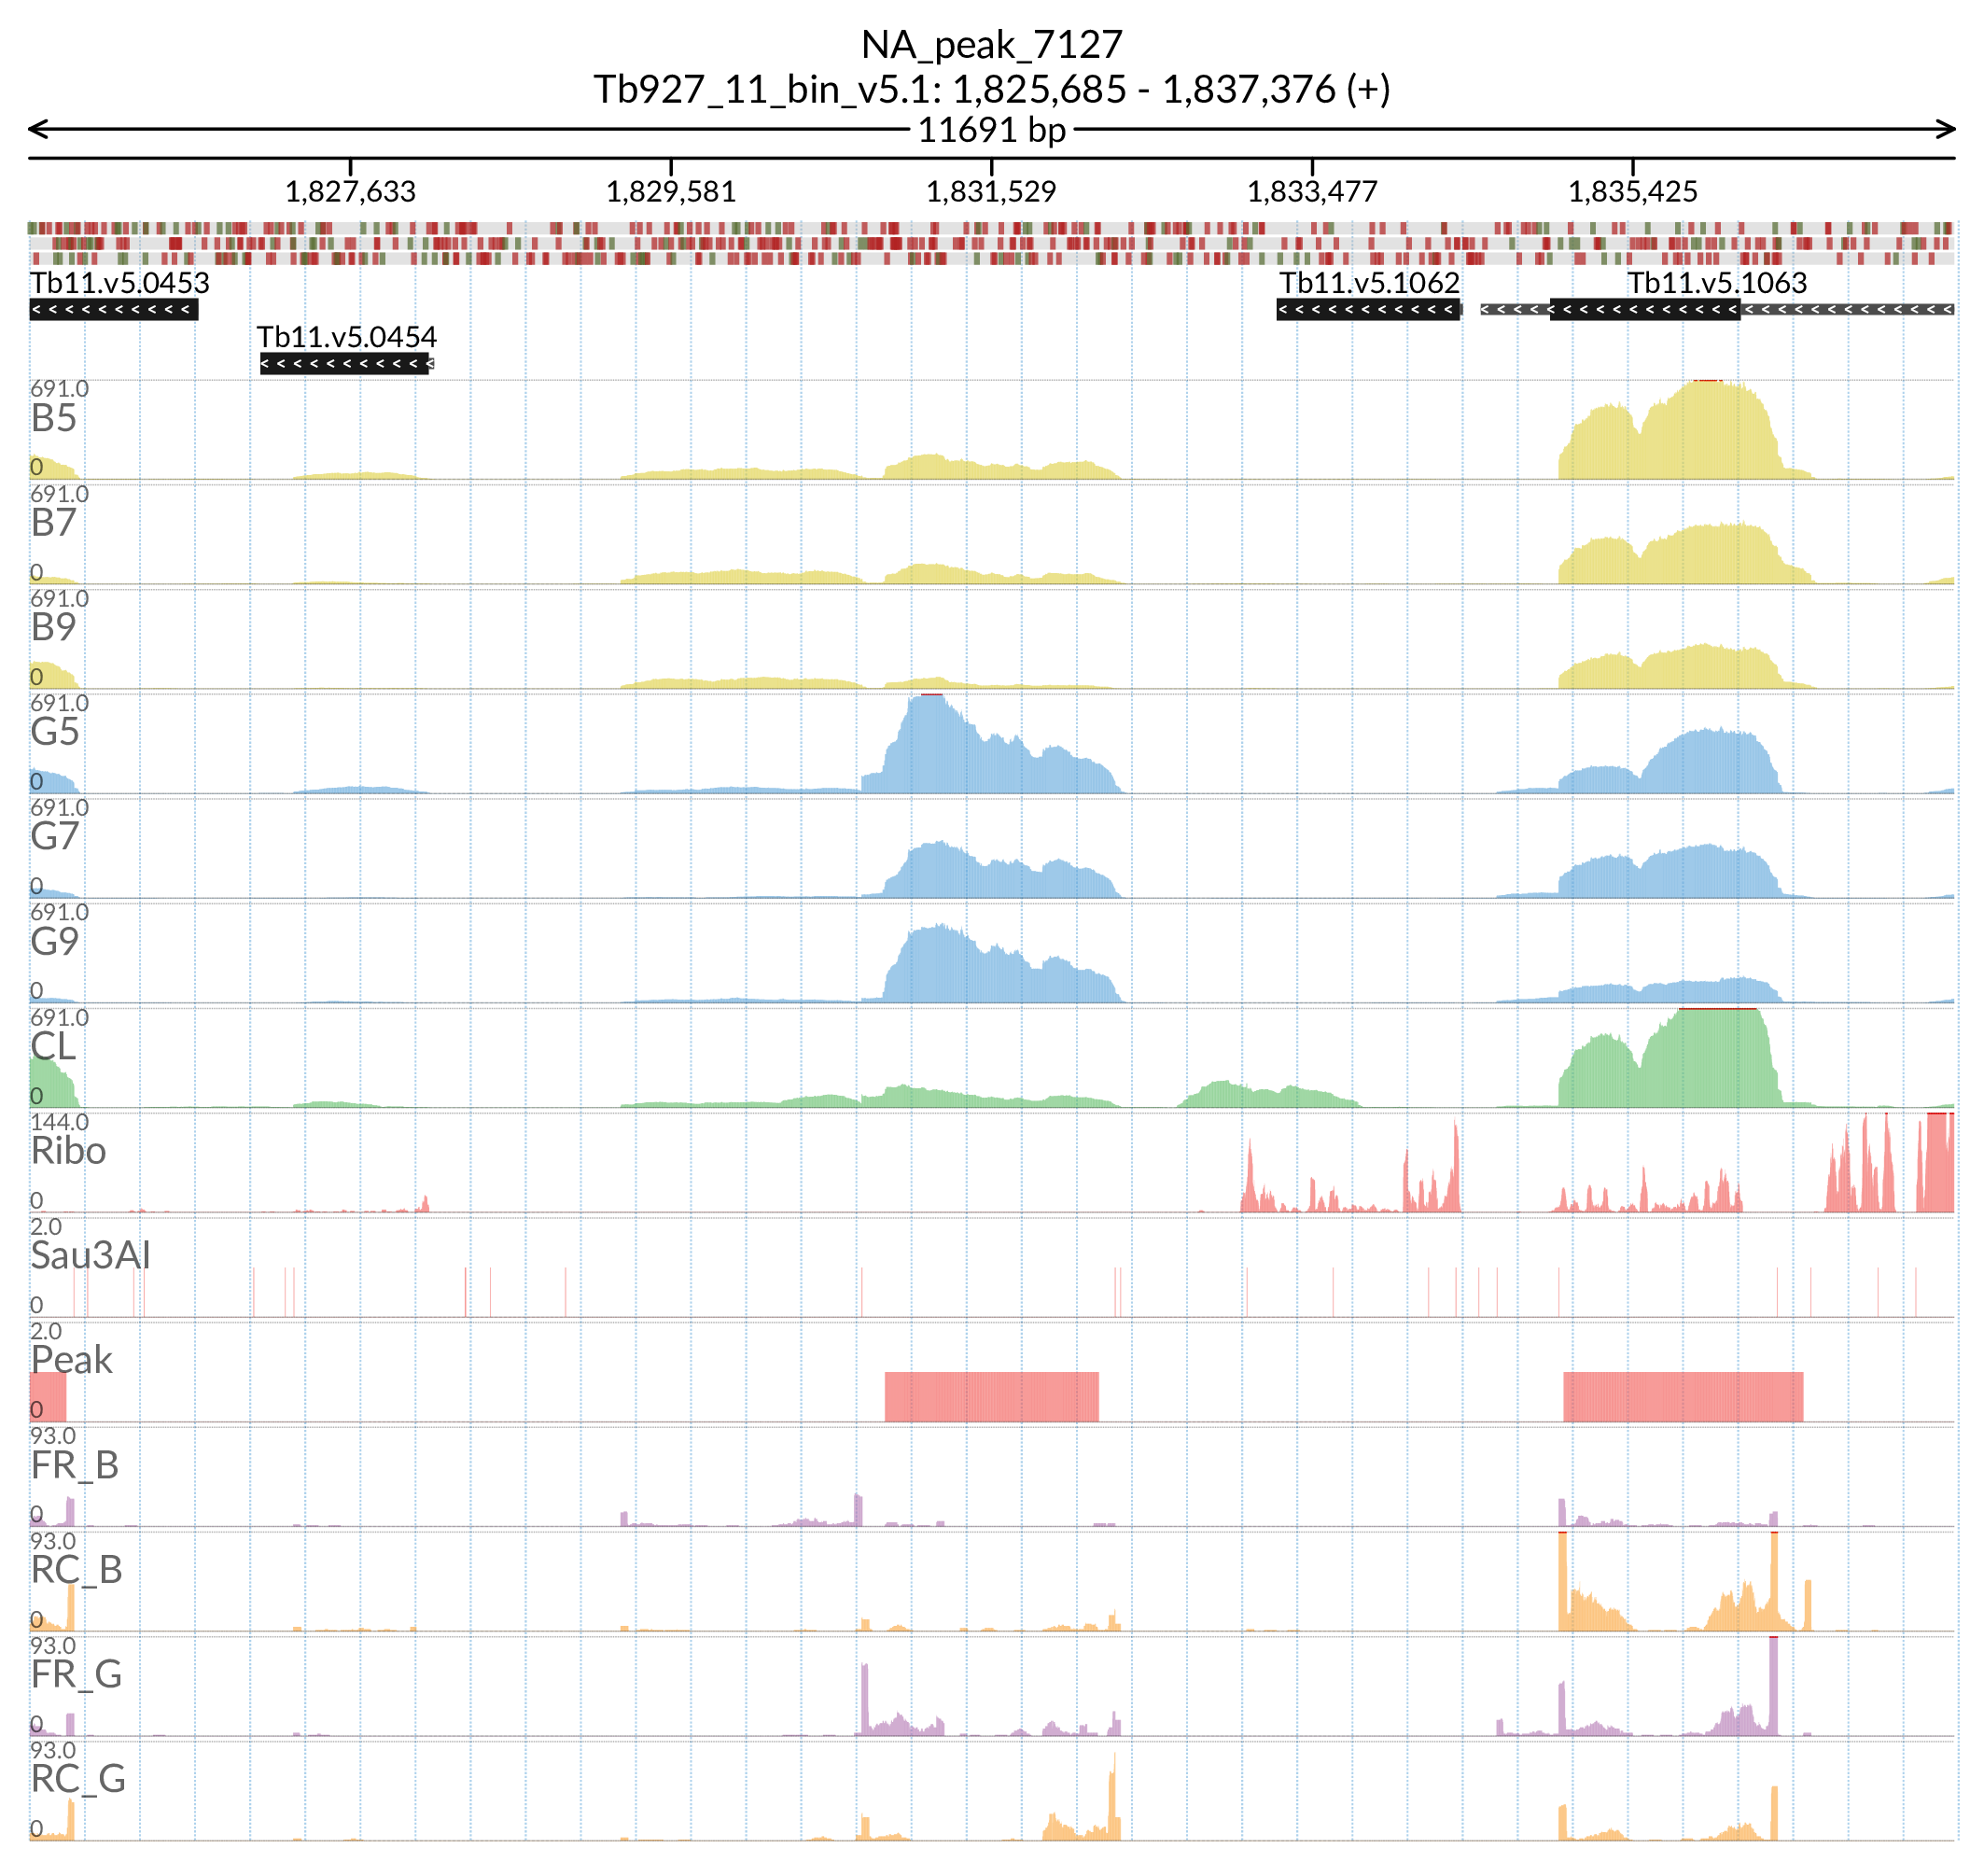 NA_peak_7127
Tb927_11_bin_v5.1: 1,825,685 - 1,837,376 (+)
11691 bp
1,827,633 1,829,581 1,831,529 1,833,477 1,835,425
Tb11.v5.0453 Tb11.v5.1062 Tb11.v5.1063
Tb11.v5.0454
691.0
B5
0
691.0
B7
0
691.0
B9
0
691.0
G5
0
691.0
G7
0
691.0
G9
0
691.0
CL
0
144.0
Ribo
0
2.0
Sau3AI
0
2.0
Peak
0
93.0
FR_B
0
93.0
RC_B
0
93.0
FR_G
0
93.0
RC_G
0